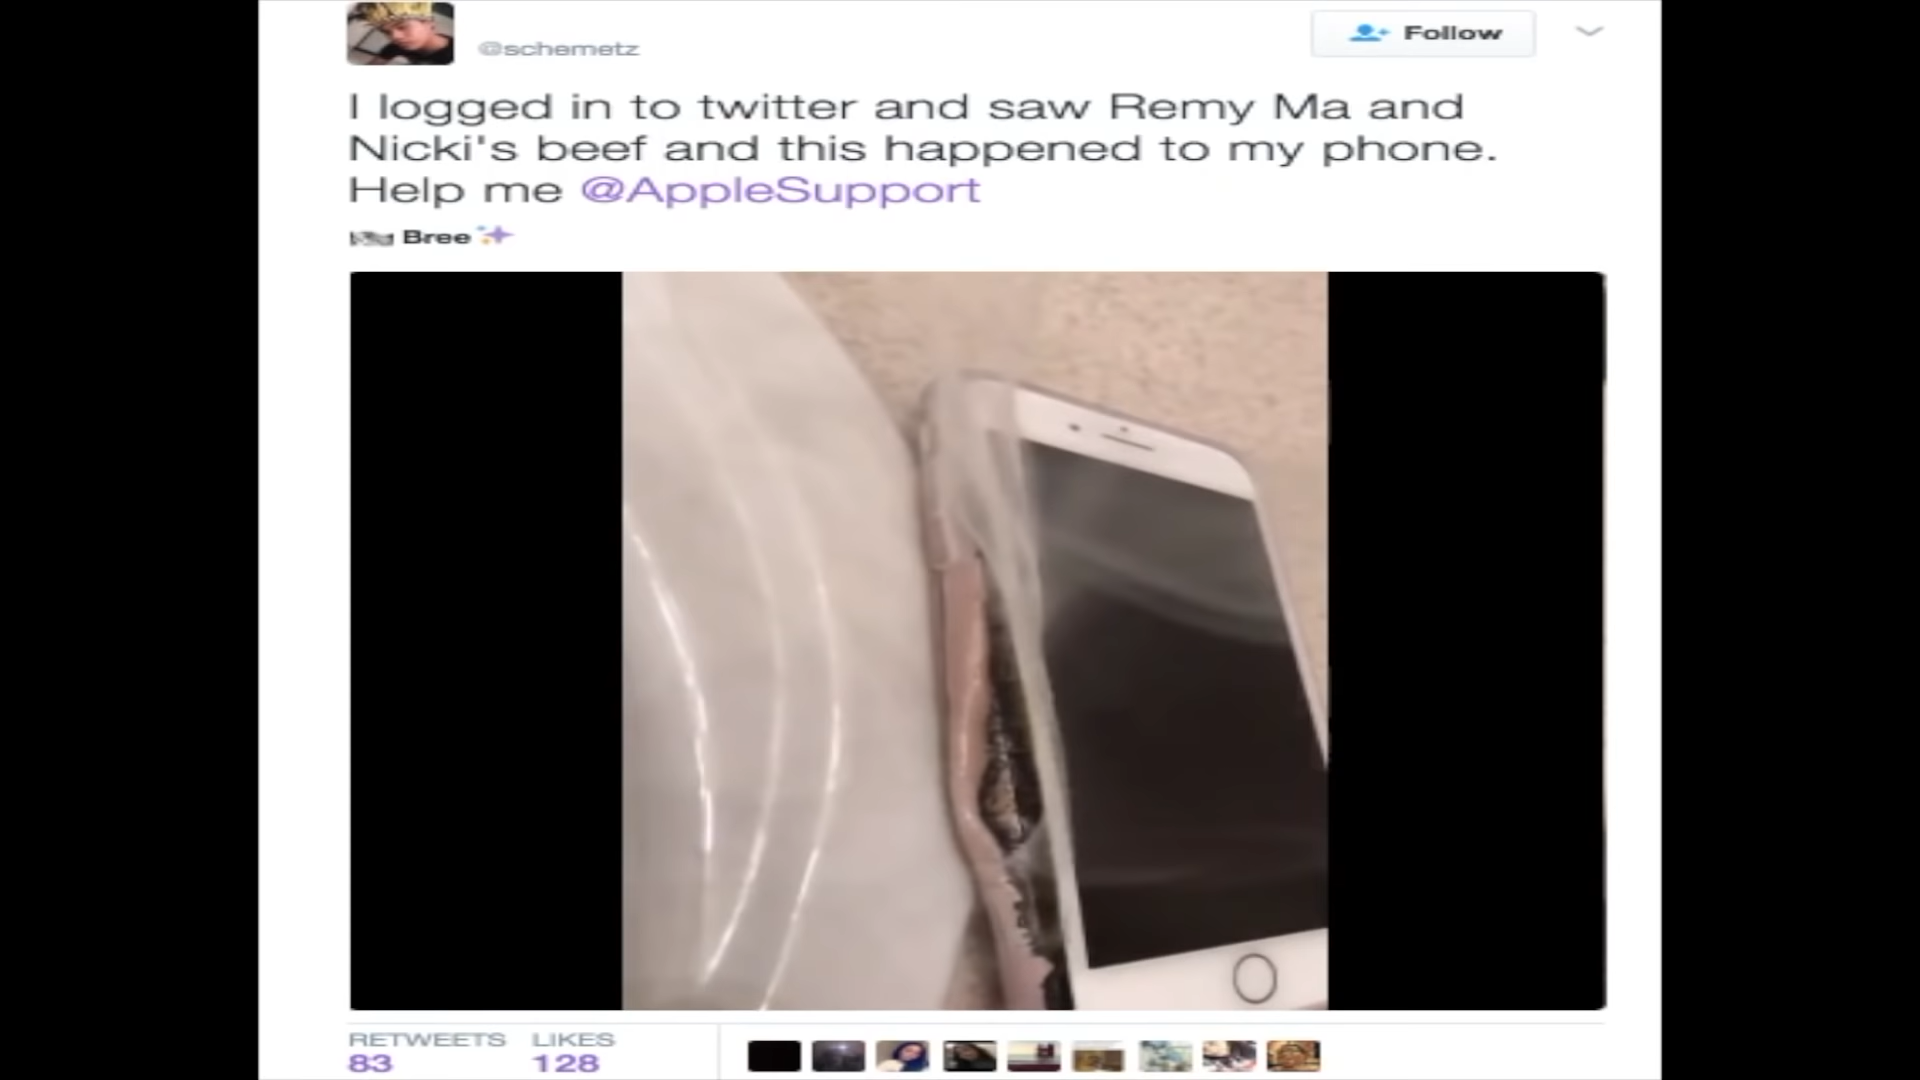 @schemetz
Follow
I logged in to twitter and saw Remy Ma and
Nicki's beef and this happened to my phone.
Help me @AppleSupport
Bree
RETWEETS LIKES
83 128